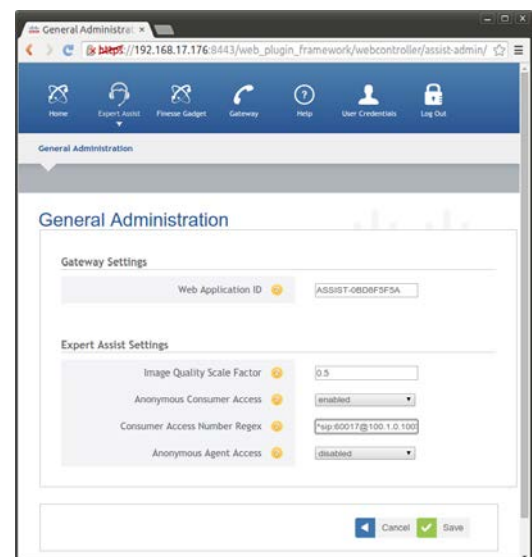 General Administrat ×
https://192.168.17.176:8443/web_plugin_framework/webcontroller/assist-admin/
Home Expert Assist Finesse Gadget Gateway Help User Credentials Log Out
General Administration
General Administration
Gateway Settings
Web Application ID ASSIST-0BD6F5F5A
Expert Assist Settings
Image Quality Scale Factor 0.5
Anonymous Consumer Access enabled
Consumer Access Number Regex ^sip:60017@100.1.0.100
Anonymous Agent Access disabled
Cancel Save